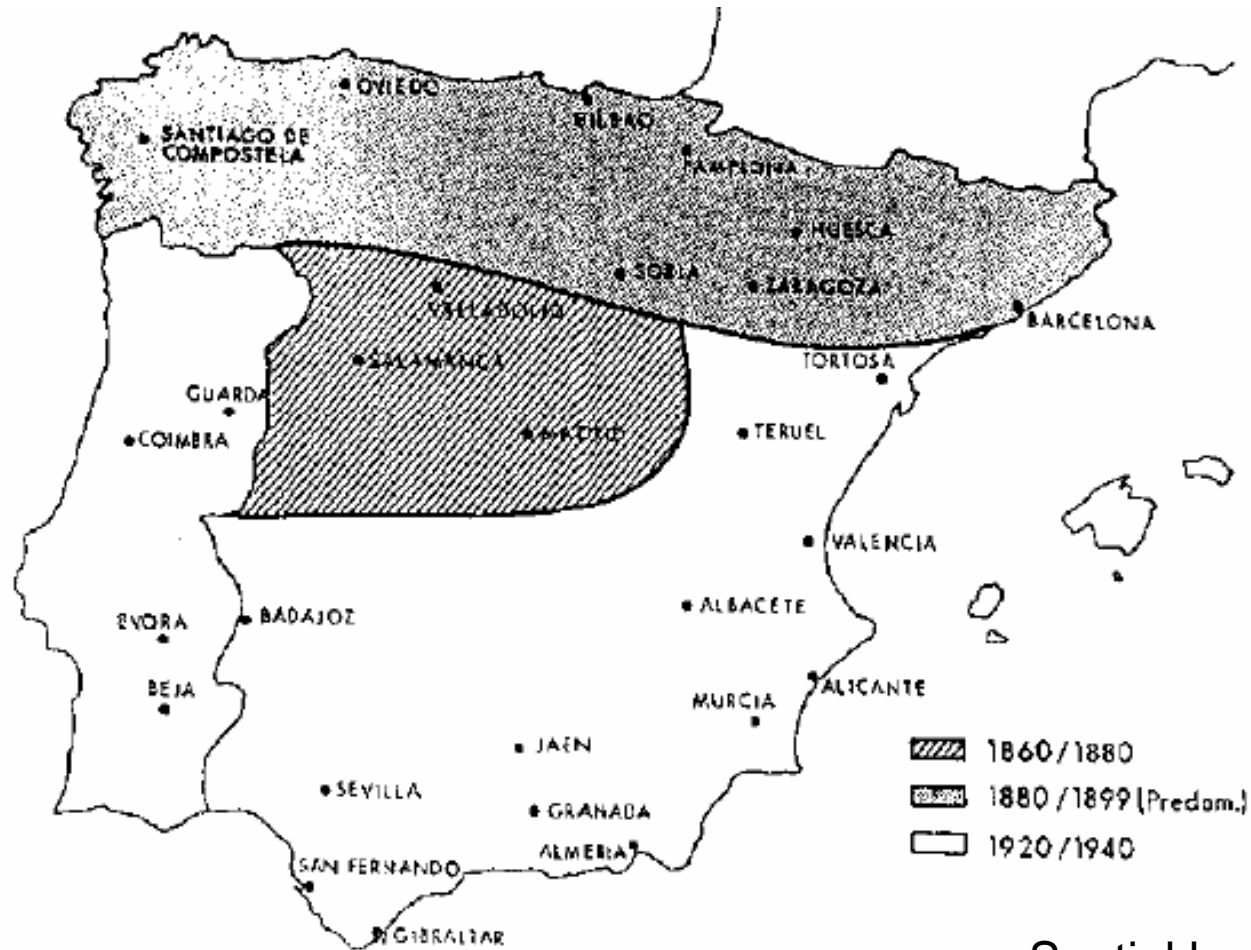 OVIEDO
BILBAO
SANTIAGO DE
COMPOSTELA
PAMPLONA
HUESCA
SORIA
ZARAGOZA
VALLADOLID
BARCELONA
SALAMANCA
TORTOSA
GUARDA
COIMBRA
MADRID
TERUEL
VALENCIA
ALBACETE
EVORA
BADAJOZ
BEJA
ALICANTE
MURCIA
JAEN
1860/1880
SEVILLA
1880/1899 (Predom.)
GRANADA
1920/1940
ALMERIA
SAN FERNANDO
GIBRALTAR